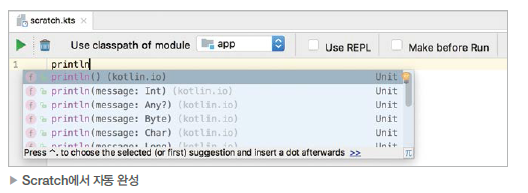 scratch.kts ×
Use classpath of module app Use REPL Make before Run
1 println
println() (kotlin.io) Unit
println(message: Int) (kotlin.io) Unit
println(message: Any?) (kotlin.io) Unit
println(message: Byte) (kotlin.io) Unit
println(message: Char) (kotlin.io) Unit
println(message: Long) (kotlin.io) Unit
Press ^. to choose the selected (or first) suggestion and insert a dot afterwards >> π
▶ Scratch에서 자동 완성